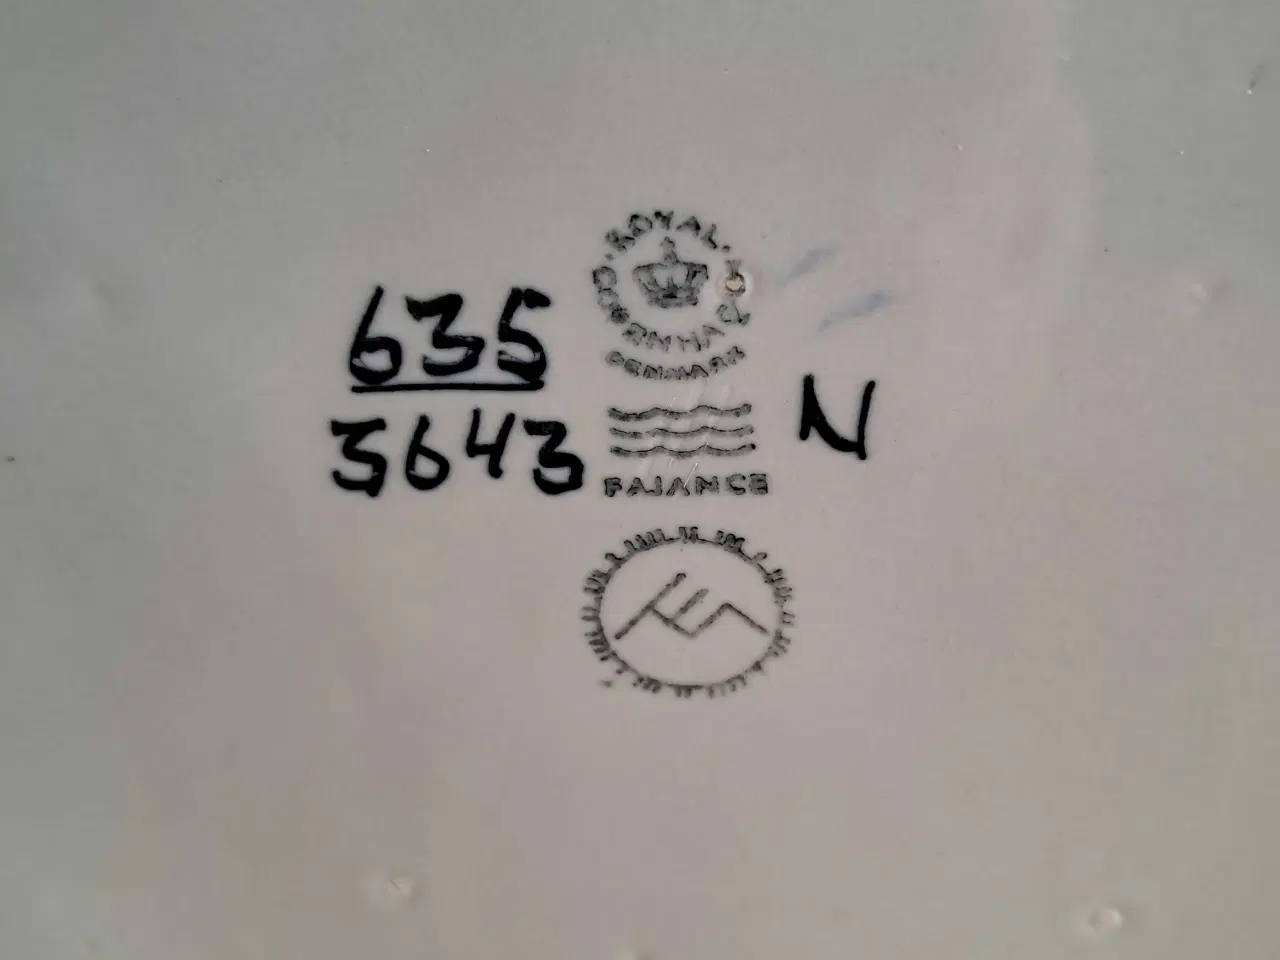 ROYAL COPENHAGEN
DENMARK
635
3643
N
FAJANCE